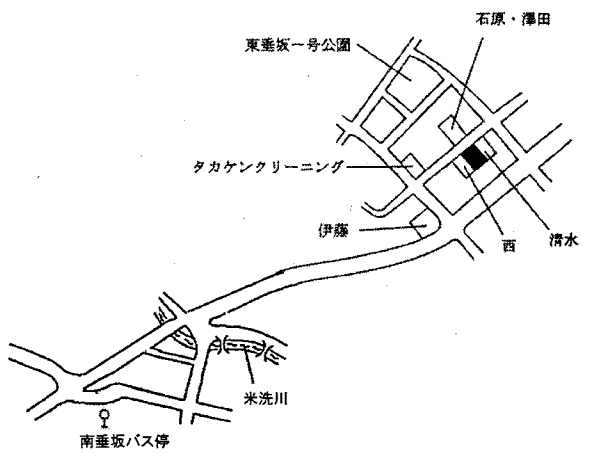 石原・澤田
東垂坂一号公園
タカケンクリーニング
伊藤
西
清水
米洗川
南垂坂バス停